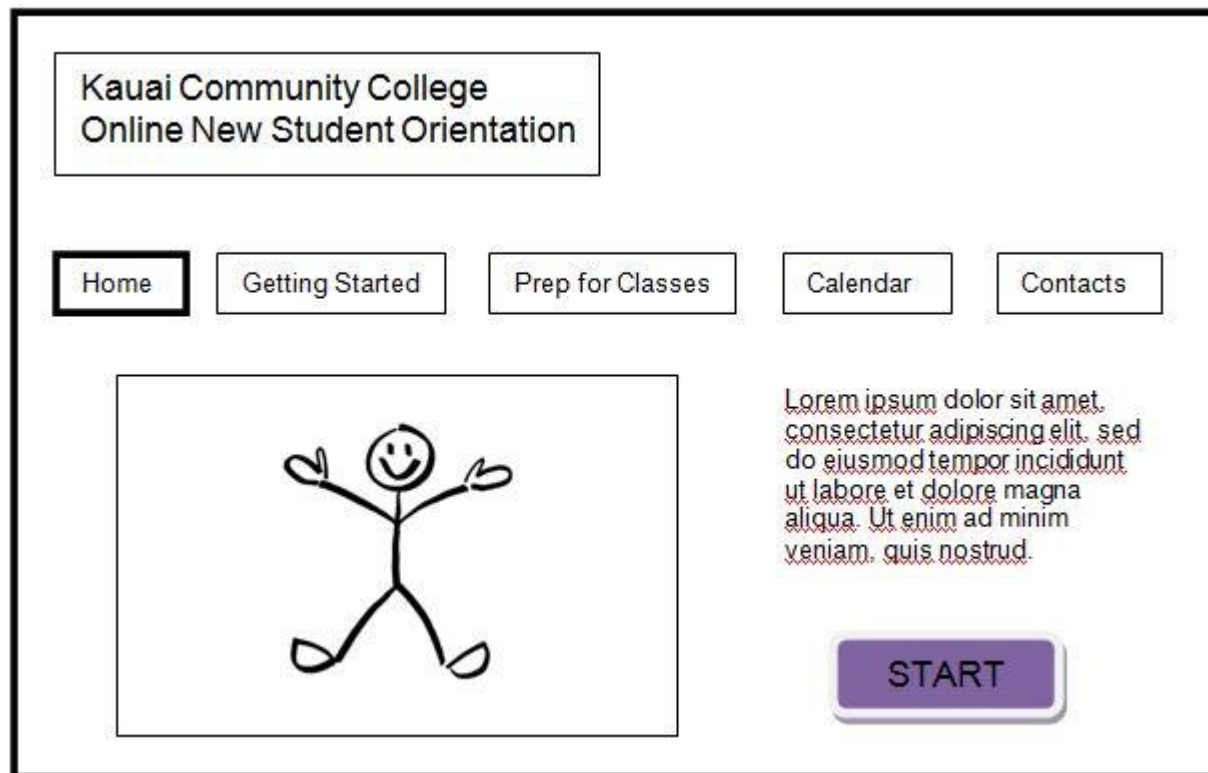 Kauai Community College
Online New Student Orientation
Home
Getting Started
Prep for Classes
Calendar
Contacts
Lorem ipsum dolor sit amet,
consectetur adipiscing elit, sed
do eiusmod tempor incididunt
ut labore et dolore magna
aliqua. Ut enim ad minim
veniam, quis nostrud.
START